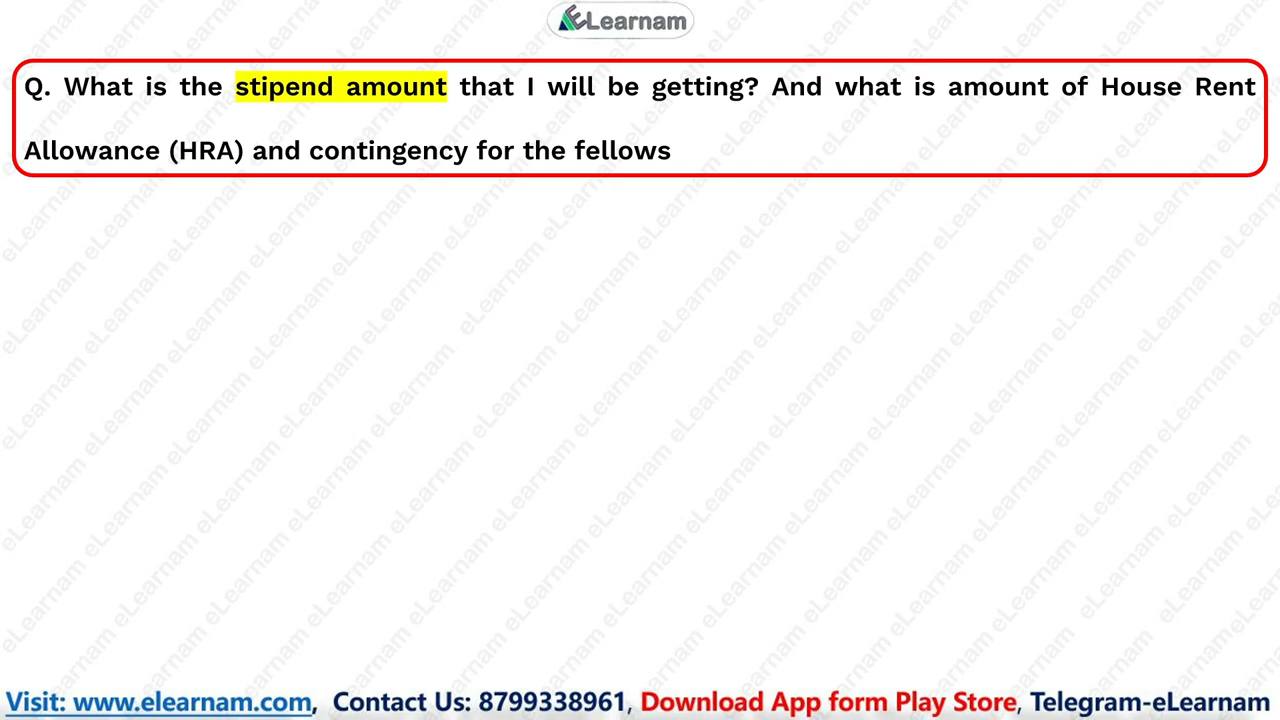 ELearnam
Q. What is the stipend amount that I will be getting? And what is amount of House Rent
Allowance (HRA) and contingency for the fellows
Visit: www.elearnam.com, Contact Us: 8799338961, Download App form Play Store, Telegram-eLearnam